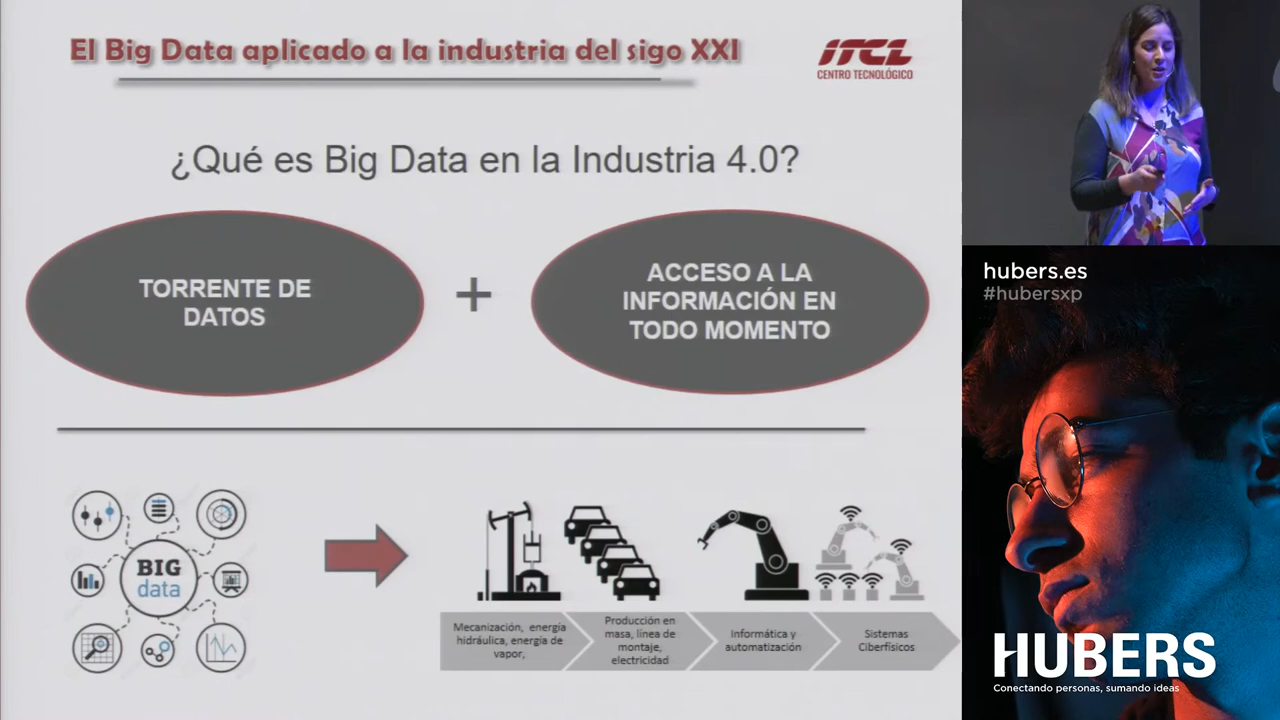 El Big Data aplicado a la industria del sigo XXI
ITCL
CENTRO TECNOLÓGICO
¿Qué es Big Data en la Industria 4.0?
TORRENTE DE
DATOS
+
ACCESO A LA
INFORMACIÓN EN
TODO MOMENTO
BIG
data
Mecanización, energía
hidráulica, energía de
vapor,
Producción en
masa, línea de
montaje,
electricidad
Informática y
automatización
Sistemas
Ciberfísicos
hubers.es
#hubersxp
HUBERS
Conectando personas, sumando ideas